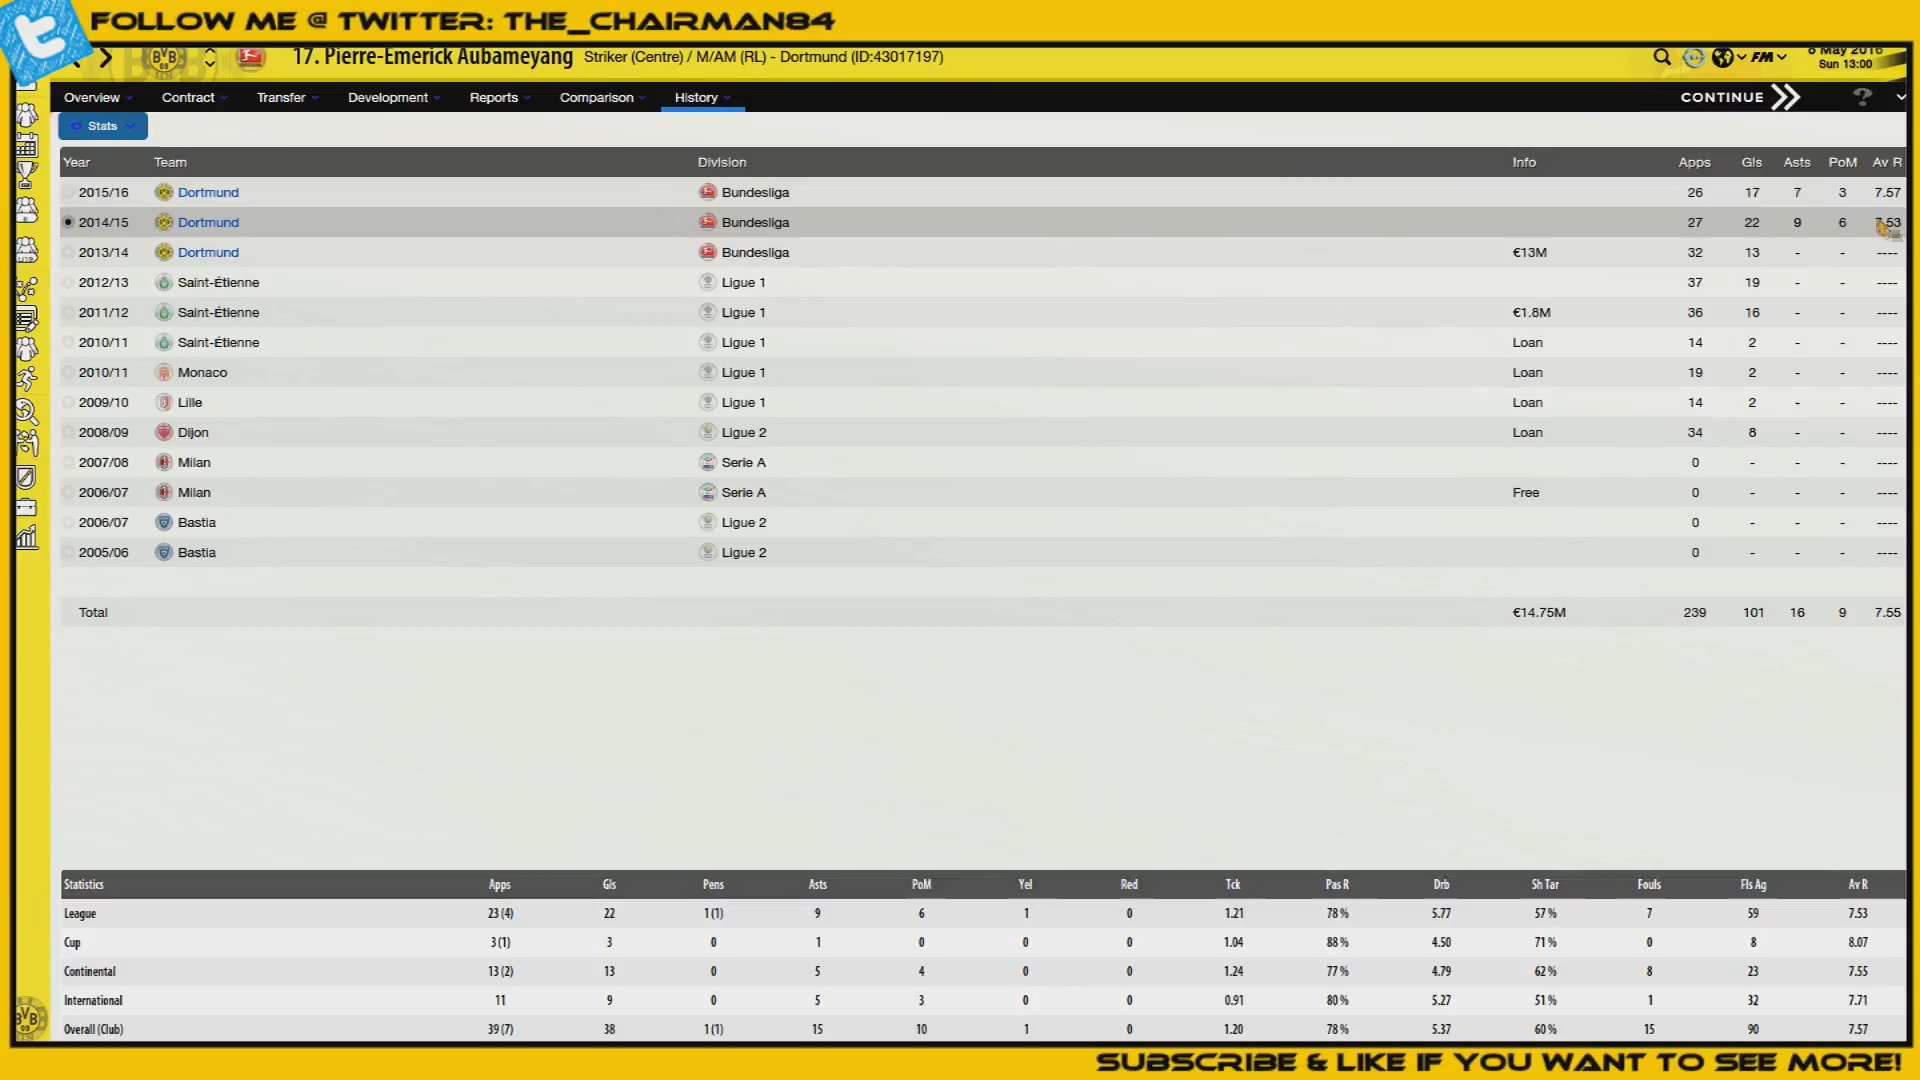 FOLLOW ME @ TWITTER: THE_CHAIRMAN84
17. Pierre-Emerick Aubameyang Striker (Centre) / M/AM (RL) - Dortmund (ID:43017197) FM 8 May 2016
Sun 13:00
Overview Contract Transfer Development Reports Comparison History CONTINUE ?
Stats
Year Team Division Info Apps Gls Asts PoM Av R
2015/16 Dortmund Bundesliga 26 17 7 3 7.57
2014/15 Dortmund Bundesliga 27 22 9 6 7.53
2013/14 Dortmund Bundesliga €13M 32 13 - - ----
2012/13 Saint-Étienne Ligue 1 37 19 - - ----
2011/12 Saint-Étienne Ligue 1 €1.8M 36 16 - - ----
2010/11 Saint-Étienne Ligue 1 Loan 14 2 - - ----
2010/11 Monaco Ligue 1 Loan 19 2 - - ----
2009/10 Lille Ligue 1 Loan 14 2 - - ----
2008/09 Dijon Ligue 2 Loan 34 8 - - ----
2007/08 Milan Serie A 0 - - - ----
2006/07 Milan Serie A Free 0 - - - ----
2006/07 Bastia Ligue 2 0 - - - ----
2005/06 Bastia Ligue 2 0 - - - ----
Total €14.75M 239 101 16 9 7.55
Statistics Apps Gls Pens Asts PoM Yel Red Tck Pas R Drb Sh Tar Fouls Fls Ag Av R
League 23 (4) 22 1 (1) 9 6 1 0 1.21 78 % 5.77 57 % 7 59 7.53
Cup 3 (1) 3 0 1 0 0 0 1.04 88 % 4.50 71 % 0 8 8.07
Continental 13 (2) 13 0 5 4 0 0 1.24 77 % 4.79 62 % 8 23 7.55
International 11 9 0 5 3 0 0 0.91 80 % 5.27 51 % 1 32 7.71
Overall (Club) 39 (7) 38 1 (1) 15 10 1 0 1.20 78 % 5.37 60 % 15 90 7.57
SUBSCRIBE & LIKE IF YOU WANT TO SEE MORE!